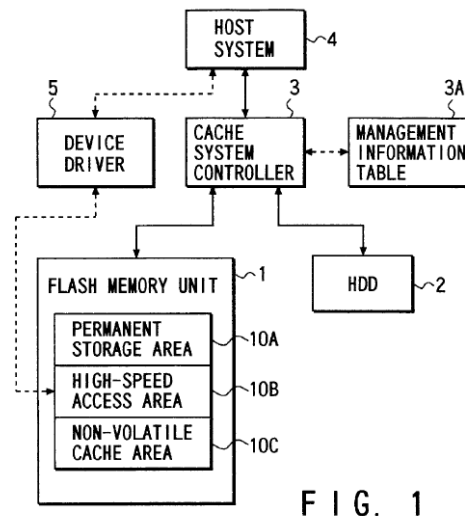 HOST
SYSTEM
4
5
3
3A
DEVICE
DRIVER
CACHE
SYSTEM
CONTROLLER
MANAGEMENT
INFORMATION
TABLE
1
FLASH MEMORY UNIT
HDD
2
PERMANENT
STORAGE AREA
10A
HIGH-SPEED
ACCESS AREA
10B
NON-VOLATILE
CACHE AREA
10C
FIG. 1